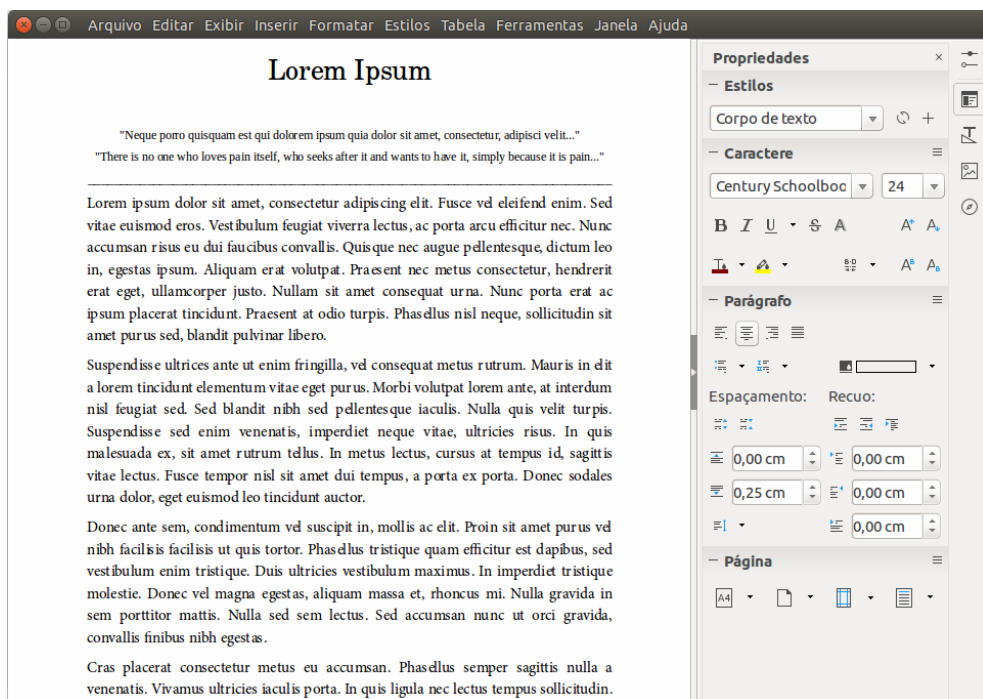 Arquivo Editar Exibir Inserir Formatar Estilos Tabela Ferramentas Janela Ajuda
Lorem Ipsum
"Neque porro quisquam est qui dolorem ipsum quia dolor sit amet, consectetur, adipisci velit..."
"There is no one who loves pain itself, who seeks after it and wants to have it, simply because it is pain..."
Lorem ipsum dolor sit amet, consectetur adipiscing elit. Fusce vel eleifend enim. Sed
vitae euismod eros. Vestibulum feugiat viverra lectus, ac porta arcu efficitur nec. Nunc
accumsan risus eu dui faucibus convallis. Quisque nec augue pellentesque, dictum leo
in, egestas ipsum. Aliquam erat volutpat. Praesent nec metus consectetur, hendrerit
erat eget, ullamcorper justo. Nullam sit amet consequat urna. Nunc porta erat ac
ipsum placerat tincidunt. Praesent at odio turpis. Phasellus nisl neque, sollicitudin sit
amet purus sed, blandit pulvinar libero.
Suspendisse ultrices ante ut enim fringilla, vel consequat metus rutrum. Mauris in elit
a lorem tincidunt elementum vitae eget purus. Morbi volutpat lorem ante, at interdum
nisl feugiat sed. Sed blandit nibh sed pellentesque iaculis. Nulla quis velit turpis.
Suspendisse sed enim venenatis, imperdiet neque vitae, ultricies risus. In quis
malesuada ex, sit amet rutrum tellus. In metus lectus, cursus at tempus id, sagittis
vitae lectus. Fusce tempor nisl sit amet dui tempus, a porta ex porta. Donec sodales
urna dolor, eget euismod leo tincidunt auctor.
Donec ante sem, condimentum vel suscipit in, mollis ac elit. Proin sit amet purus vel
nibh facilisis facilisis ut quis tortor. Phasellus tristique quam efficitur est dapibus, sed
vestibulum enim tristique. Duis ultricies vestibulum maximus. In imperdiet tristique
molestie. Donec vel magna egestas, aliquam massa et, rhoncus mi. Nulla gravida in
sem porttitor mattis. Nulla sed sem lectus. Sed accumsan nunc ut orci gravida,
convallis finibus nibh egestas.
Cras placerat consectetur metus eu accumsan. Phasellus semper sagittis nulla a
venenatis. Vivamus ultricies iaculis porta. In quis ligula nec lectus tempus sollicitudin.
Propriedades
Estilos
Corpo de texto
Caractere
Century Schoolboo 24
Parágrafo
Espaçamento: Recuo:
0,00 cm 0,00 cm
0,25 cm 0,00 cm
0,00 cm
Página
A4